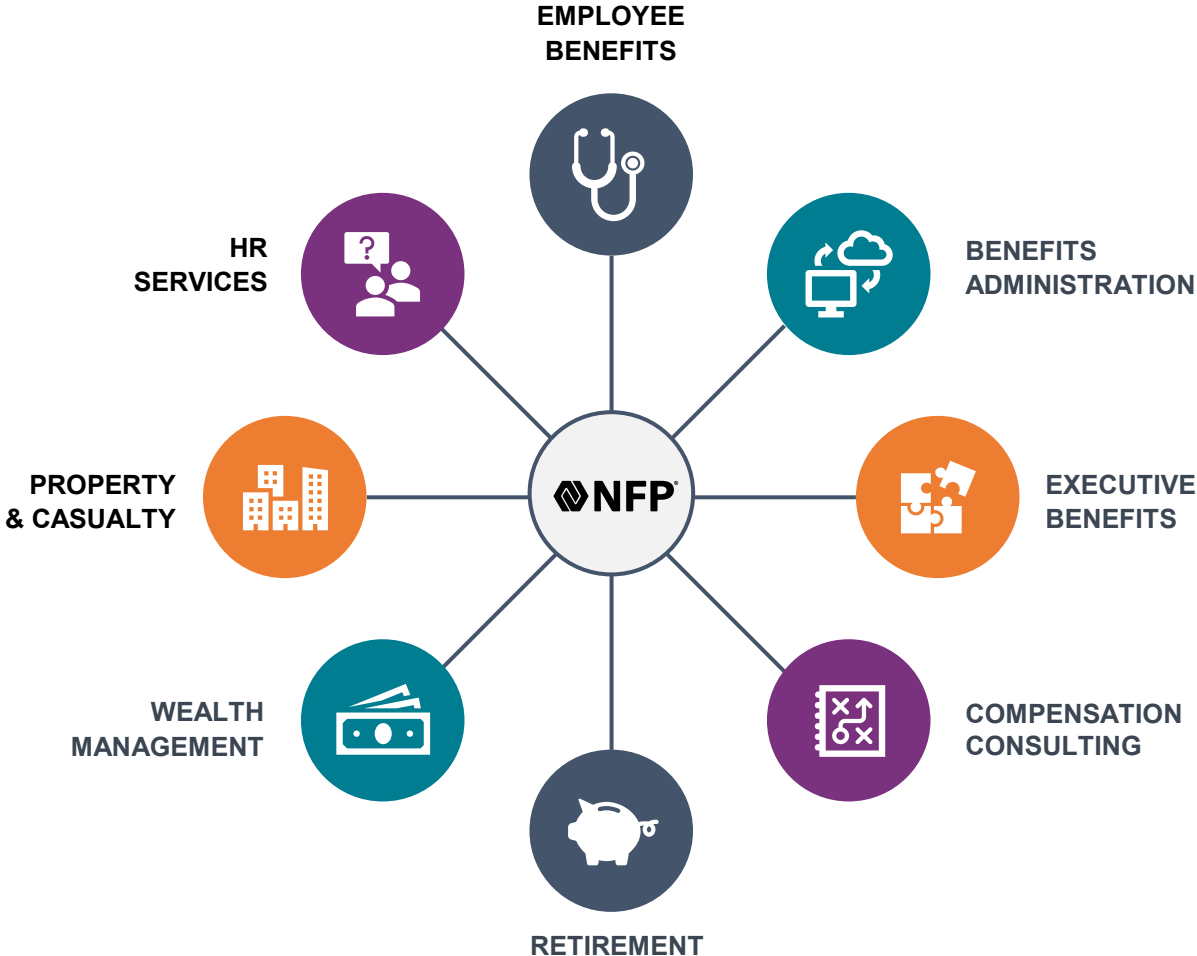 EMPLOYEE
BENEFITS
HR
SERVICES
?
BENEFITS
ADMINISTRATION
PROPERTY
& CASUALTY
NFP®
EXECUTIVE
BENEFITS
WEALTH
MANAGEMENT
COMPENSATION
CONSULTING
RETIREMENT